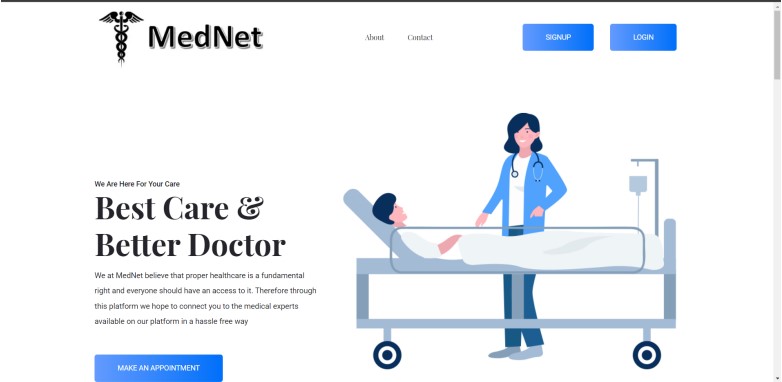 MedNet
About
Contact
SIGNUP
LOGIN
We Are Here For Your Care
Best Care &
Better Doctor
We at MedNet believe that proper healthcare is a fundamental
right and everyone should have an access to it. Therefore through
this platform we hope to connect you to the medical experts
available on our platform in a hassle free way
MAKE AN APPOINTMENT